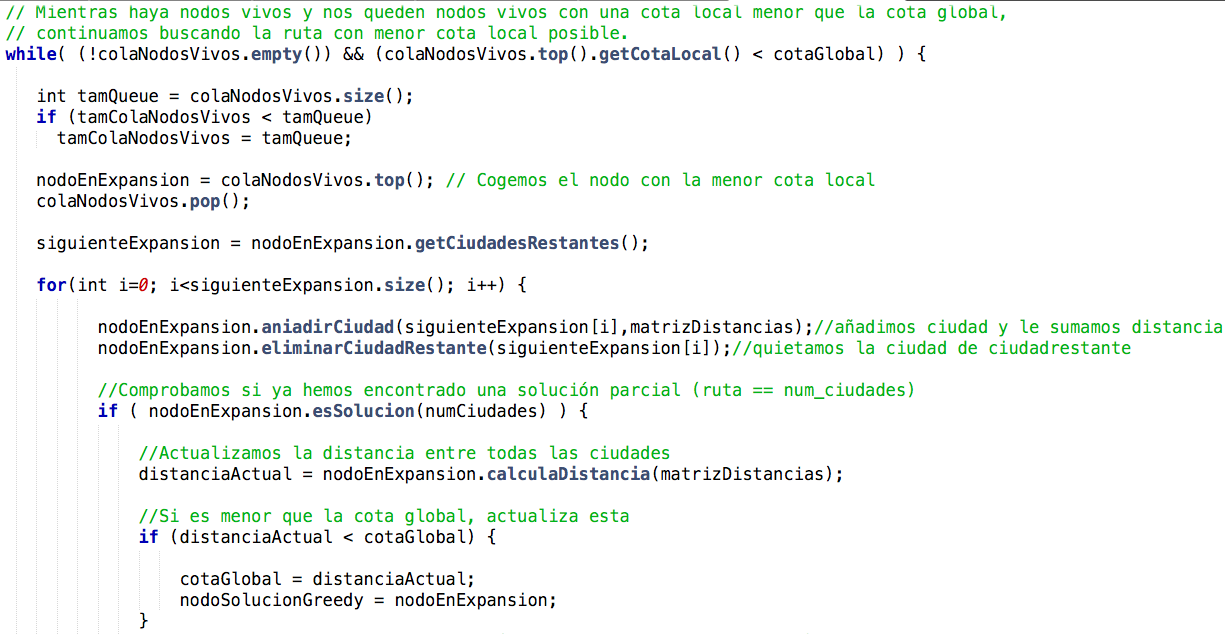 // Mientras haya nodos vivos y nos queden nodos vivos con una cota local menor que la cota global,
// continuamos buscando la ruta con menor cota local posible.
while( (!colaNodosVivos.empty()) && (colaNodosVivos.top().getCotaLocal() < cotaGlobal) ) {
int tamQueue = colaNodosVivos.size();
if (tamColaNodosVivos < tamQueue)
tamColaNodosVivos = tamQueue;
nodoEnExpansion = colaNodosVivos.top(); // Cogemos el nodo con la menor cota local
colaNodosVivos.pop();
siguienteExpansion = nodoEnExpansion.getCiudadesRestantes();
for(int i=0; i<siguienteExpansion.size(); i++) {
nodoEnExpansion.aniadirCiudad(siguienteExpansion[i],matrizDistancias);//añadimos ciudad y le sumamos distancia
nodoEnExpansion.eliminarCiudadRestante(siguienteExpansion[i]);//quietamos la ciudad de ciudadrestante
//Comprobamos si ya hemos encontrado una solución parcial (ruta == num_ciudades)
if ( nodoEnExpansion.esSolucion(numCiudades) ) {
//Actualizamos la distancia entre todas las ciudades
distanciaActual = nodoEnExpansion.calculaDistancia(matrizDistancias);
//Si es menor que la cota global, actualiza esta
if (distanciaActual < cotaGlobal) {
cotaGlobal = distanciaActual;
nodoSolucionGreedy = nodoEnExpansion;
}